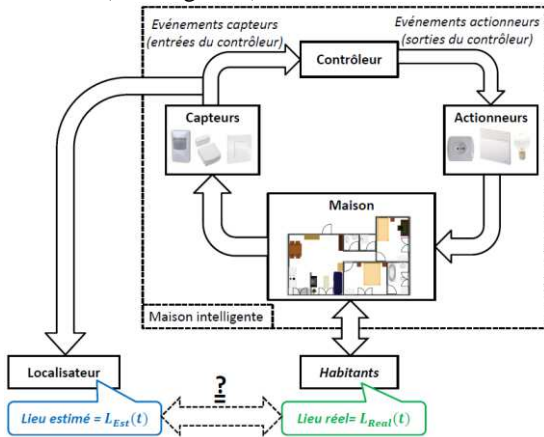 Evénements capteurs
(entrées du contrôleur)
Evénements actionneurs
(sorties du contrôleur)
Contrôleur
Capteurs
Actionneurs
Maison
Maison intelligente
Localisateur
Habitants
?
Lieu estimé = L_Est(t)
Lieu réel= L_Real(t)